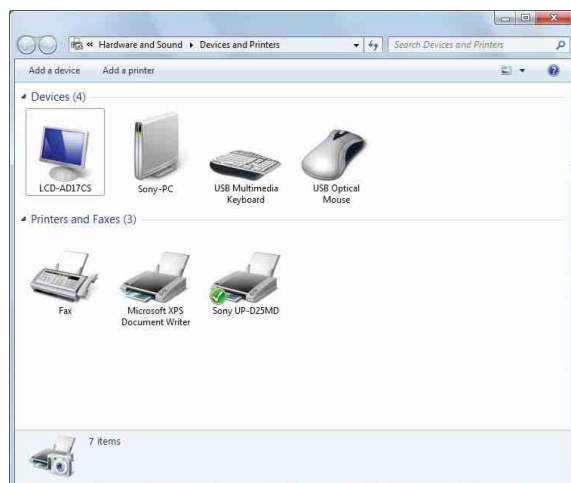 « Hardware and Sound ▸ Devices and Printers
Search Devices and Printers
Add a device Add a printer
Devices (4)
LCD-AD17CS
Sony-PC
USB Multimedia
Keyboard
USB Optical
Mouse
Printers and Faxes (3)
Fax
Microsoft XPS
Document Writer
Sony UP-D25MD
7 items